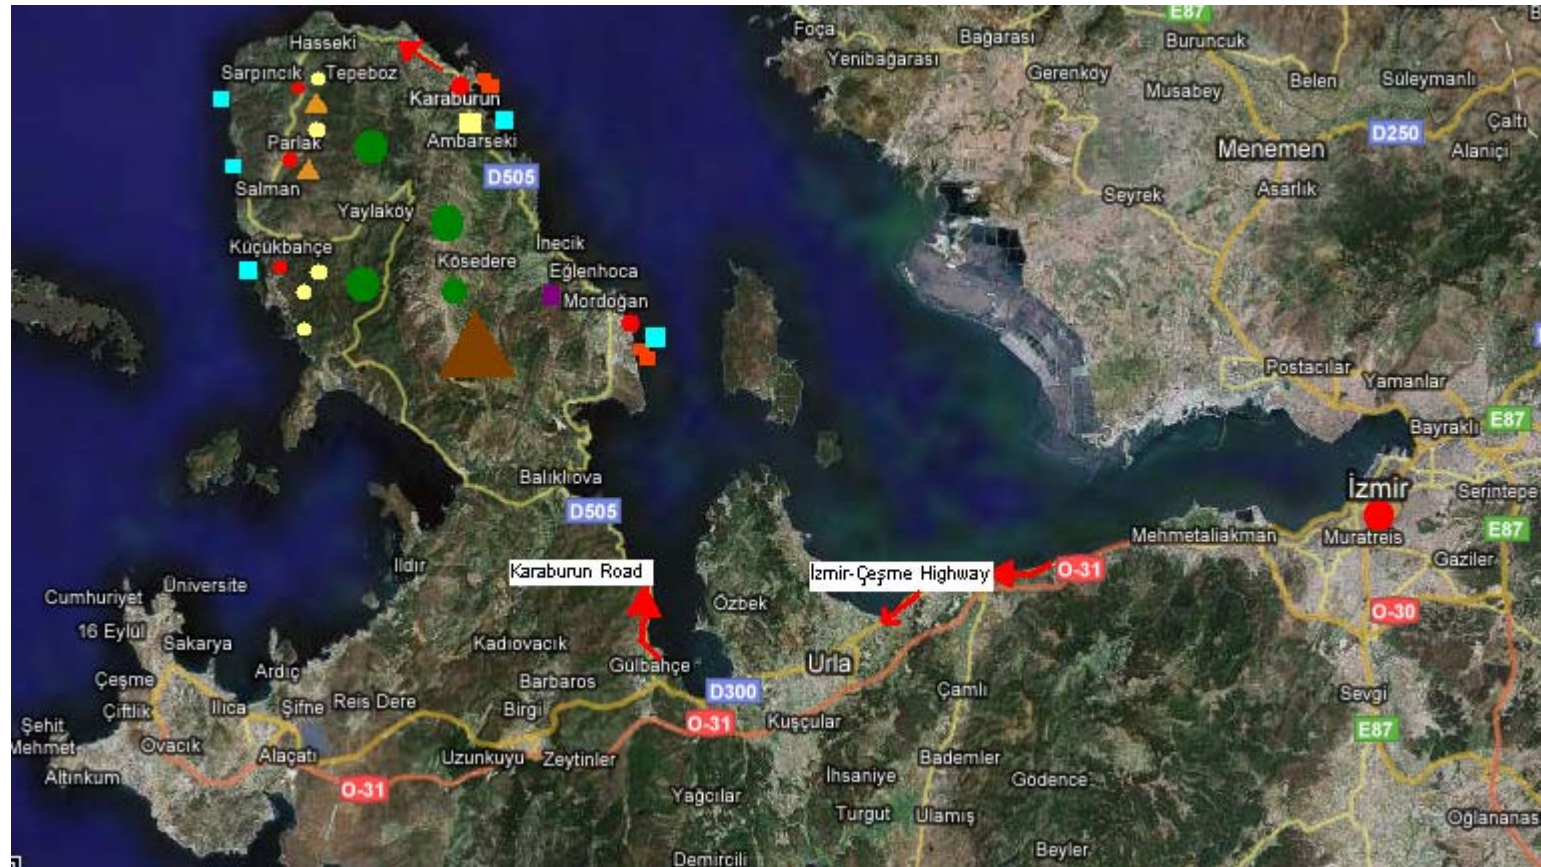 E87
Foça
Bağarası
Buruncuk
Yenibağarası
Hasseki
Gerenköy
Belen
Süleymanlı
Sarpıncık
Tepeboz
Musabey
Karaburun
Çaltı
D250
Parlak
Ambarseki
Menemen
Alaniçi
D505
Salman
Asarlık
Seyrek
Yaylaköy
Küçükbahçe
İnecik
Kösedere
Eğlenhoca
Mordoğan
Postacılar
Yamanlar
E87
Bayraklı
Balıklıova
İzmir
Serintepe
D505
E87
Mehmetaliakman
Muratreis
Gaziler
Ildır
Karaburun Road
Izmir-Çeşme Highway
O-31
Üniversite
Cumhuriyet
Özbek
O-30
16 Eylül
Sakarya
Kadıovacık
Ardıç
Gülbahçe
Urla
Çeşme
Barbaros
D300
Çamlı
Sevgi
Çiftlik
Ilıca
Şifne
Reis Dere
Birgi
O-31
Kuşçular
Şehit
Mehmet
E87
Ovacık
Alaçatı
Uzunkuyu
Zeytinler
Bademler
Altınkum
İhsaniye
Gödence
O-31
Yağcılar
Turgut
Ulamış
Oğlananas
Beyler
Demircili